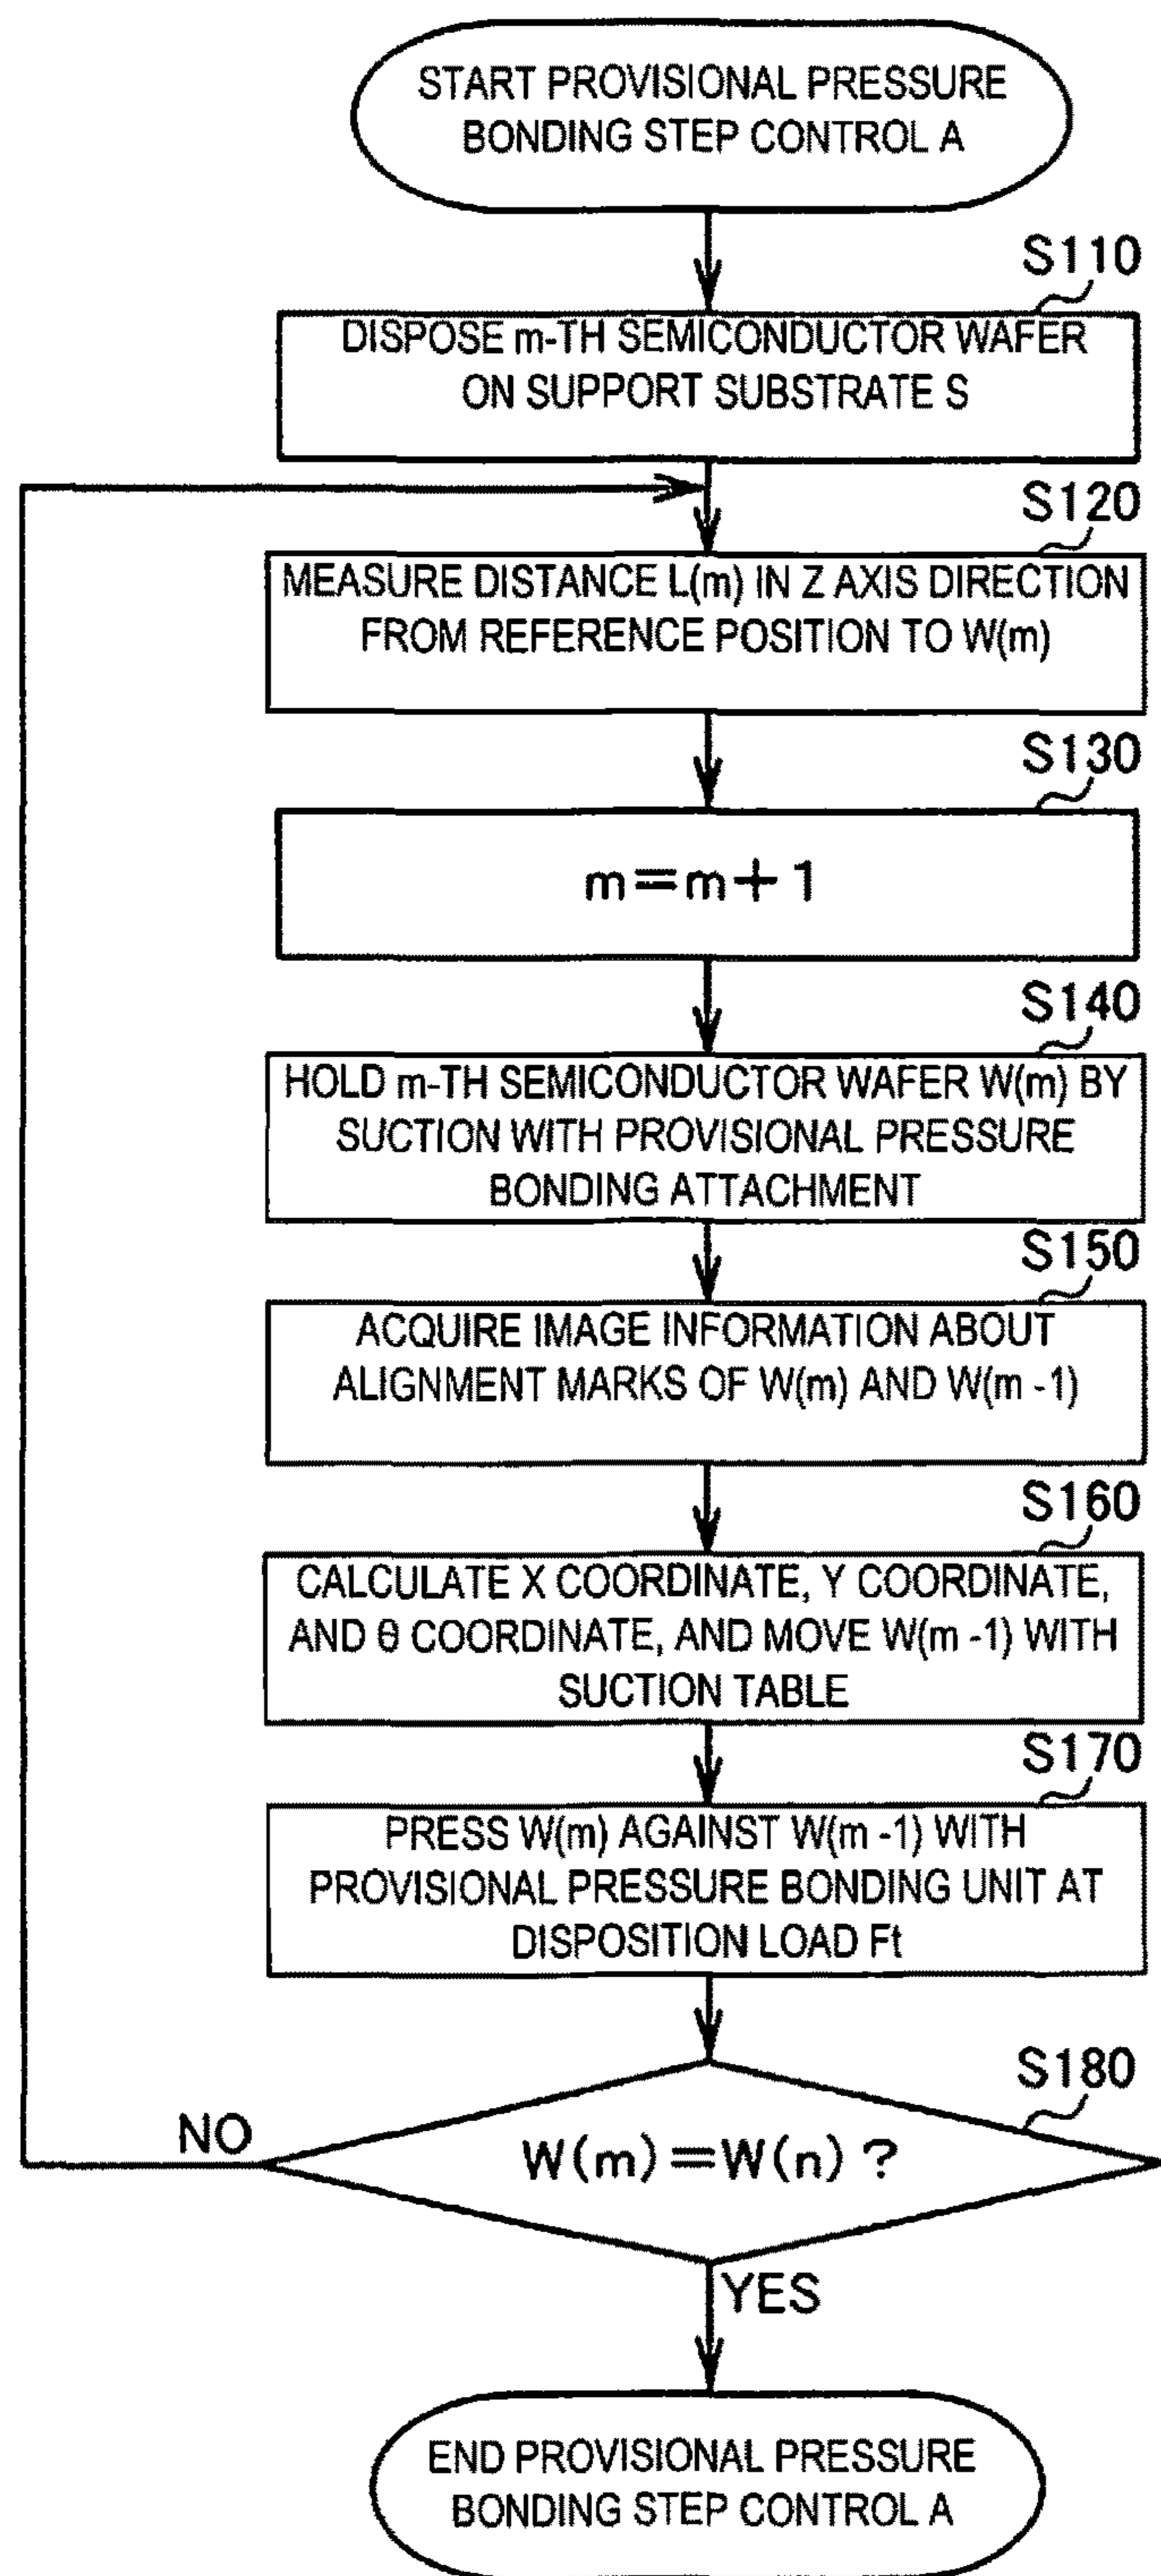 START PROVISIONAL PRESSURE
BONDING STEP CONTROL A
S110
DISPOSE m-TH SEMICONDUCTOR WAFER
ON SUPPORT SUBSTRATE S
S120
MEASURE DISTANCE L(m) IN Z AXIS DIRECTION
FROM REFERENCE POSITION TO W(m)
S130
m=m+1
S140
HOLD m-TH SEMICONDUCTOR WAFER W(m) BY
SUCTION WITH PROVISIONAL PRESSURE
BONDING ATTACHMENT
S150
ACQUIRE IMAGE INFORMATION ABOUT
ALIGNMENT MARKS OF W(m) AND W(m -1)
S160
CALCULATE X COORDINATE, Y COORDINATE,
AND θ COORDINATE, AND MOVE W(m -1) WITH
SUCTION TABLE
S170
PRESS W(m) AGAINST W(m -1) WITH
PROVISIONAL PRESSURE BONDING UNIT AT
DISPOSITION LOAD Ft
S180
NO
W(m)=W(n) ?
YES
END PROVISIONAL PRESSURE
BONDING STEP CONTROL A